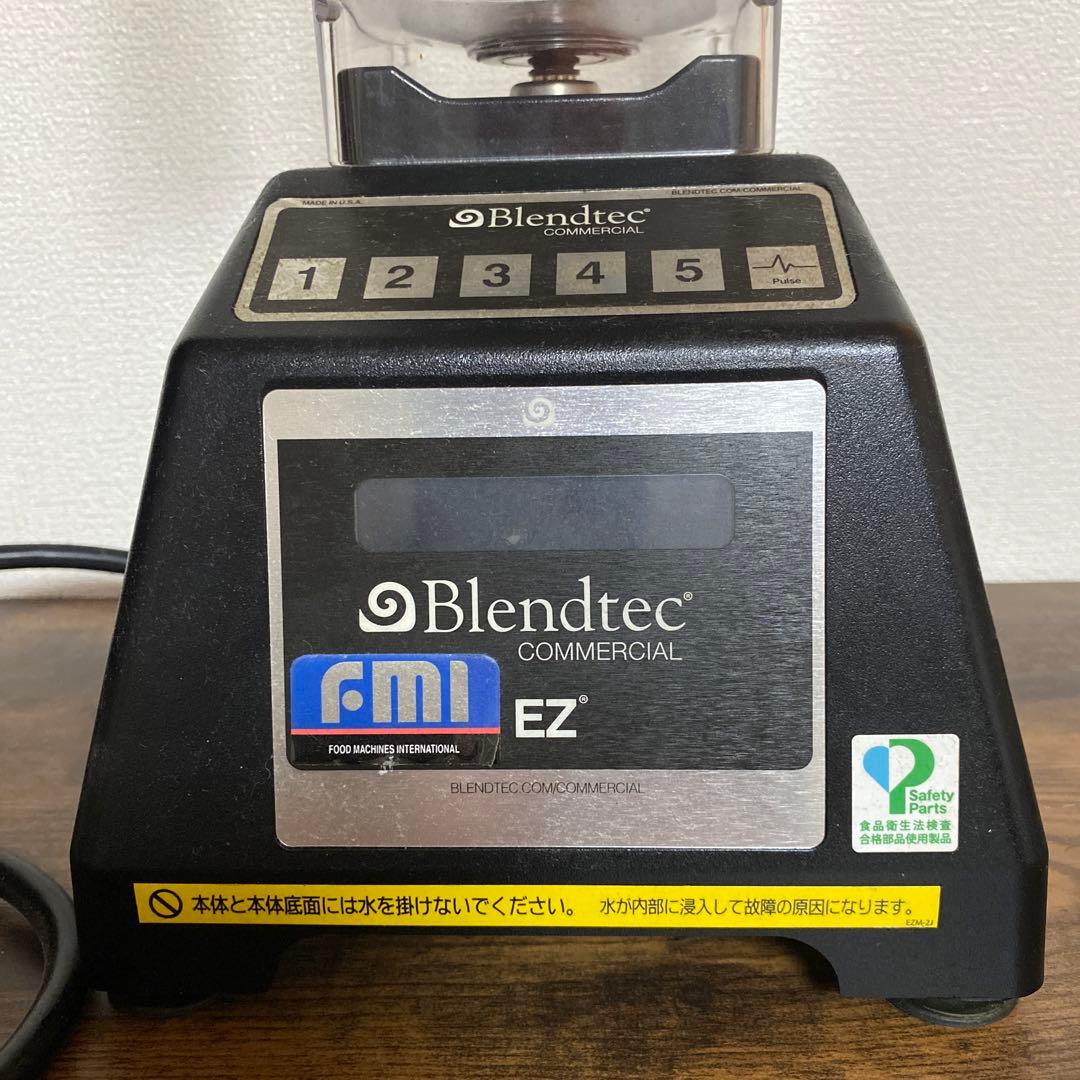 MADE IN U.S.A.
BLENDTEC.COM/COMMERCIAL
Blendtec®
COMMERCIAL
1 2 3 4 5
Pulse
Blendtec®
COMMERCIAL
FMI
EZ®
FOOD MACHINES INTERNATIONAL
BLENDTEC.COM/COMMERCIAL
P
Safety
Parts
食品衛生法検査
合格部品使用製品
本体と本体底面には水を掛けないでください。 水が内部に浸入して故障の原因になります。
EZM-2J